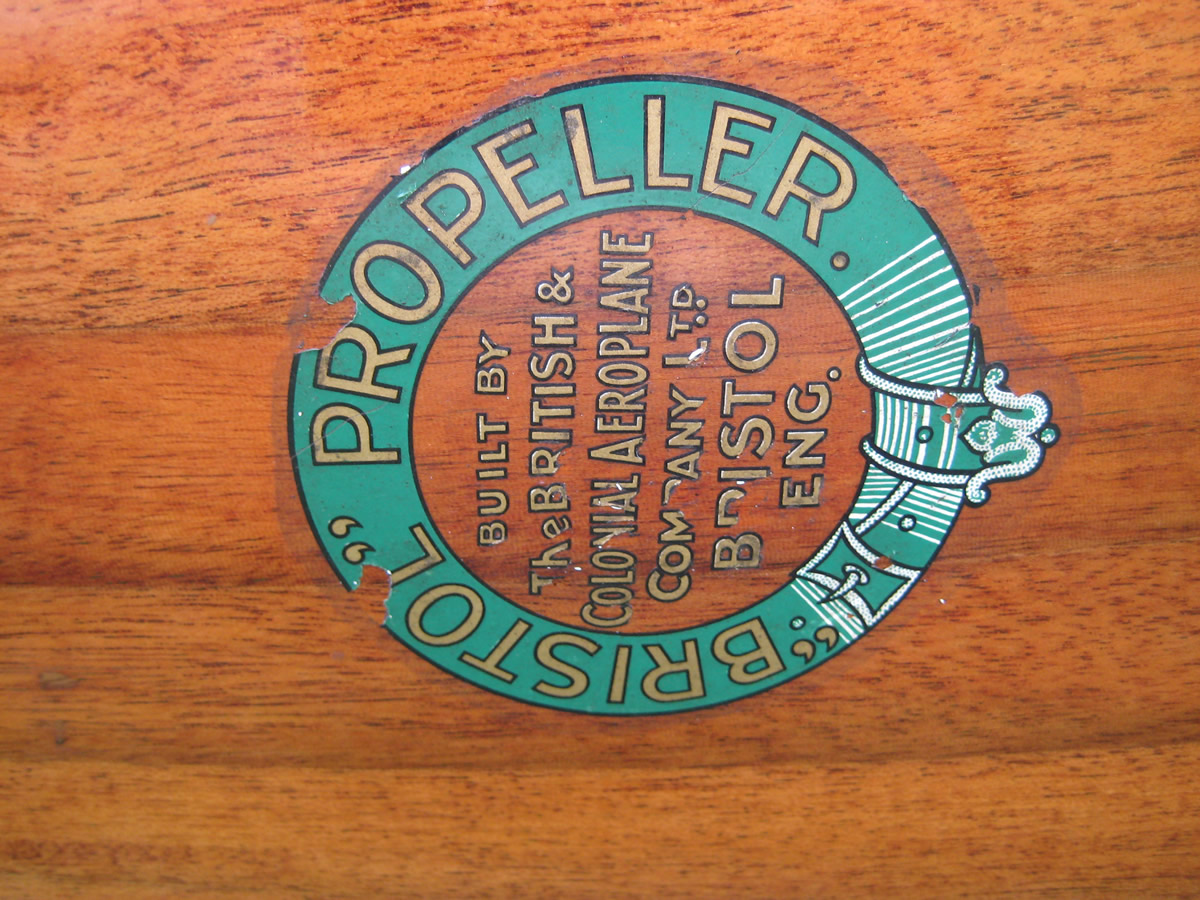 "BRISTOL" PROPELLER.
BUILT BY
The BRITISH &
COLONIAL AEROPLANE
COMPANY LTD.
BRISTOL
ENG.